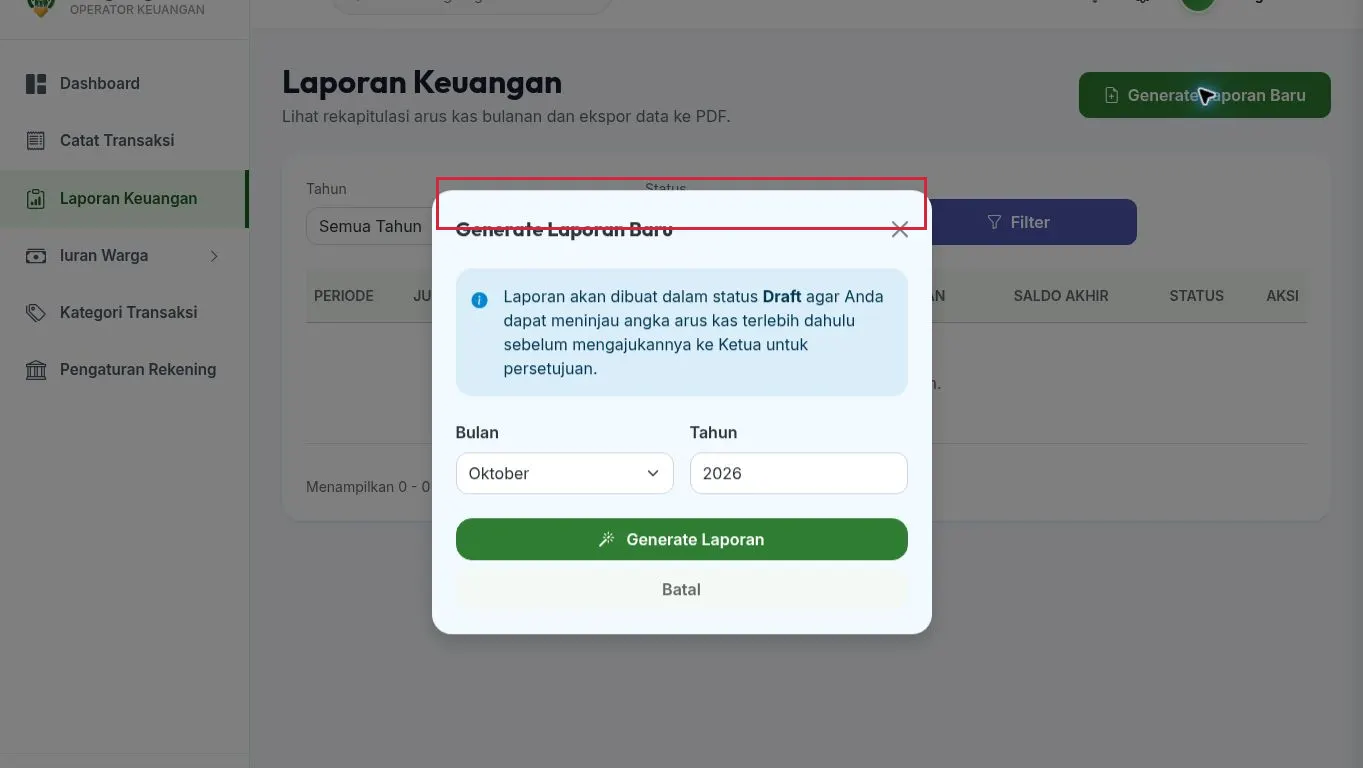 OPERATOR KEUANGAN
Dashboard
Catat Transaksi
Laporan Keuangan
Iuran Warga
Kategori Transaksi
Pengaturan Rekening
Laporan Keuangan
Lihat rekapitulasi arus kas bulanan dan ekspor data ke PDF.
Generate Laporan Baru
Tahun
Status
Semua Tahun
Filter
PERIODE
SALDO AKHIR
STATUS
AKSI
Menampilkan 0 - 0
Generate Laporan Baru
Laporan akan dibuat dalam status Draft agar Anda
dapat meninjau angka arus kas terlebih dahulu
sebelum mengajukannya ke Ketua untuk
persetujuan.
Bulan
Tahun
Oktober
2026
Generate Laporan
Batal